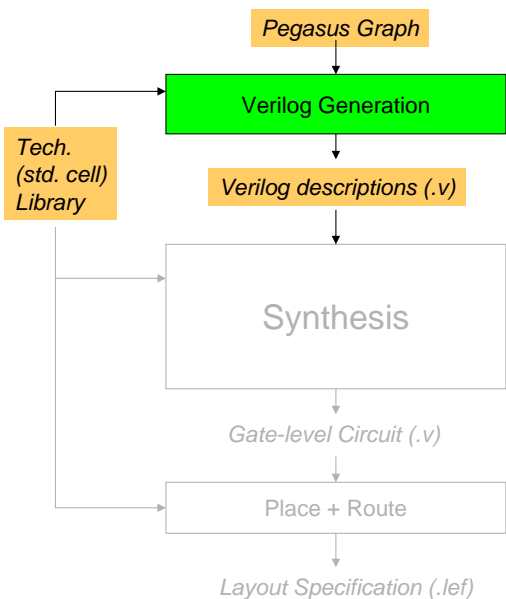 Pegasus Graph
Verilog Generation
Tech.
(std. cell)
Library
Verilog descriptions (.v)
Synthesis
Gate-level Circuit (.v)
Place + Route
Layout Specification (.lef)